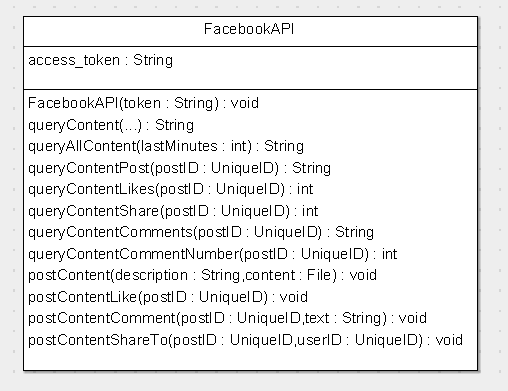 FacebookAPI
access_token : String
FacebookAPI(token : String) : void
queryContent(...) : String
queryAllContent(lastMinutes : int) : String
queryContentPost(postID : UniqueID) : String
queryContentLikes(postID : UniqueID) : int
queryContentShare(postID : UniqueID) : int
queryContentComments(postID : UniqueID) : String
queryContentCommentNumber(postID : UniqueID) : int
postContent(description : String,content : File) : void
postContentLike(postID : UniqueID) : void
postContentComment(postID : UniqueID,text : String) : void
postContentShareTo(postID : UniqueID,userID : UniqueID) : void